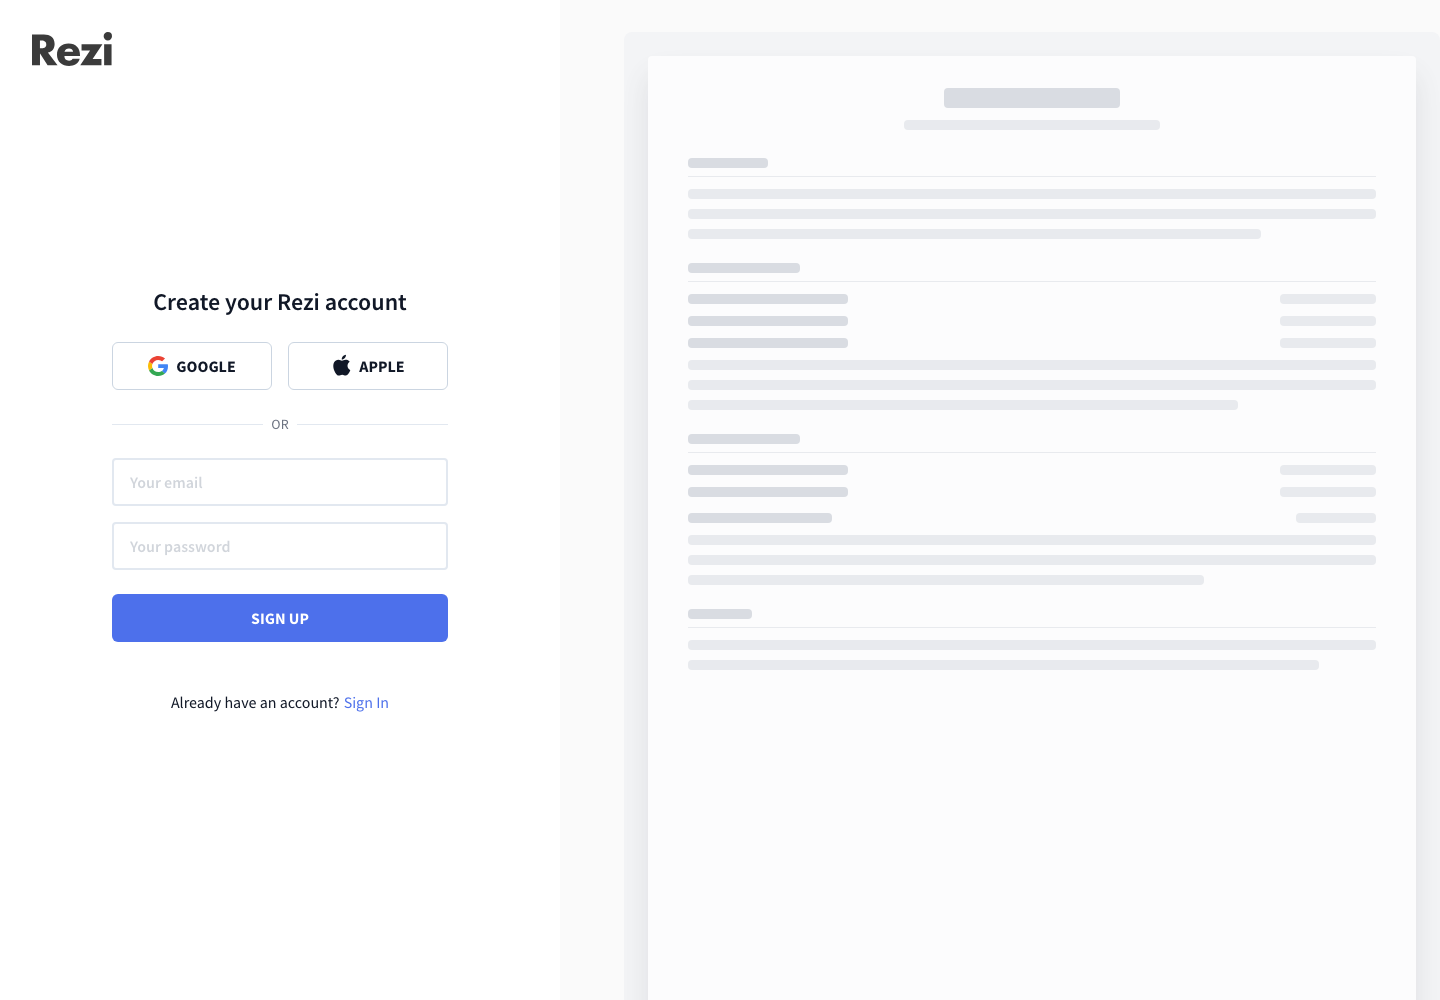 Rezi
Create your Rezi account
GOOGLE
APPLE
OR
Your email
Your password
SIGN UP
Already have an account? Sign In